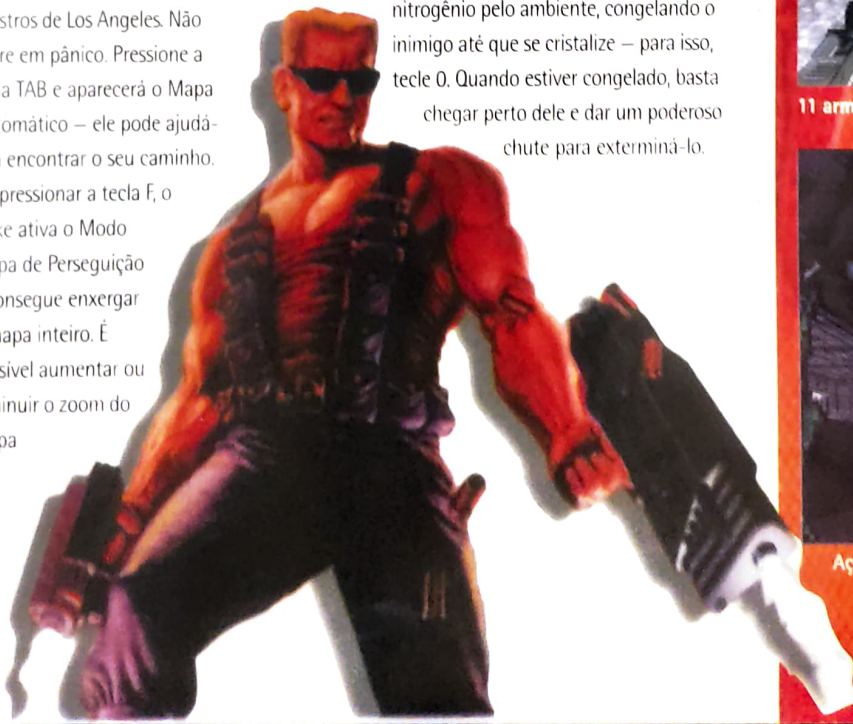 stros de Los Angeles. Não
re em pânico. Pressione a
a TAB e aparecerá o Mapa
omático – ele pode ajudá-
encontrar o seu caminho.
pressionar a tecla F, o
ke ativa o Modo
pa de Perseguição
onsegue enxergar
apa inteiro. É
sível aumentar ou
inuir o zoom do
pa
nitrogênio pelo ambiente, congelando o
inimigo até que se cristalize – para isso,
tecle 0. Quando estiver congelado, basta
chegar perto dele e dar um poderoso
chute para exterminá-lo.
11 arm
Aç